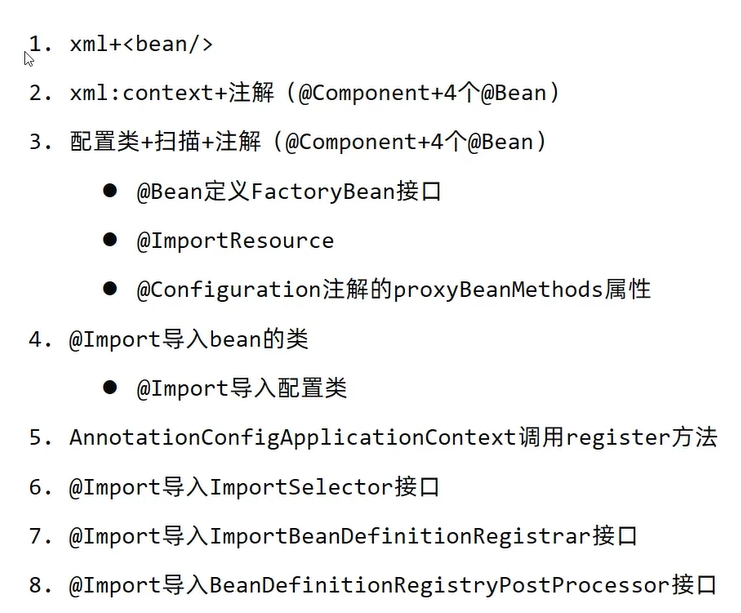 1. xml+<bean/>
2. xml:context+注解（@Component+4个@Bean）
3. 配置类+扫描+注解（@Component+4个@Bean）
● @Bean定义FactoryBean接口
● @ImportResource
● @Configuration注解的proxyBeanMethods属性
4. @Import导入bean的类
● @Import导入配置类
5. AnnotationConfigApplicationContext调用register方法
6. @Import导入ImportSelector接口
7. @Import导入ImportBeanDefinitionRegistrar接口
8. @Import导入BeanDefinitionRegistryPostProcessor接口